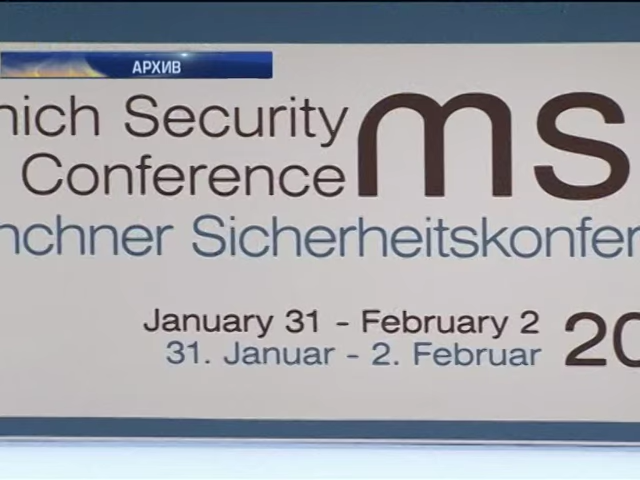 АРХИВ
nich Security
Conference
ms
nchner Sicherheitskonfer
January 31 - February 2
31. Januar - 2. Februar
20